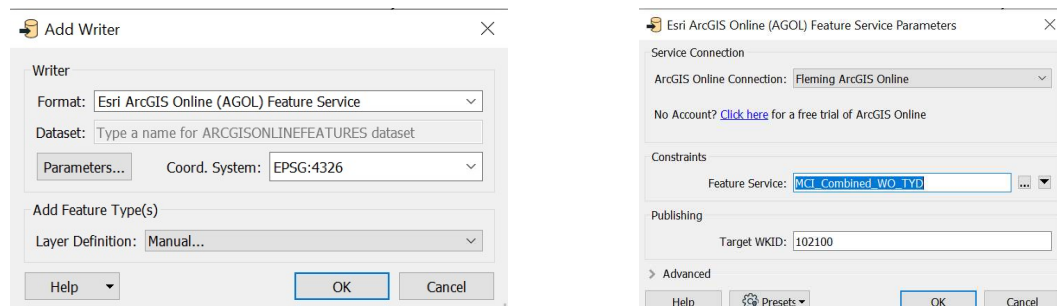 Add Writer
Writer
Format: Esri ArcGIS Online (AGOL) Feature Service
Dataset: Type a name for ARCGISONLINEFEATURES dataset
Parameters... Coord. System: EPSG:4326
Add Feature Type(s)
Layer Definition: Manual...
Help OK Cancel
Esri ArcGIS Online (AGOL) Feature Service Parameters
Service Connection
ArcGIS Online Connection: Fleming ArcGIS Online
No Account? Click here for a free trial of ArcGIS Online
Constraints
Feature Service: MCI_Combined_WO_TYD ...
Publishing
Target WKID: 102100
Advanced
Help Presets OK Cancel